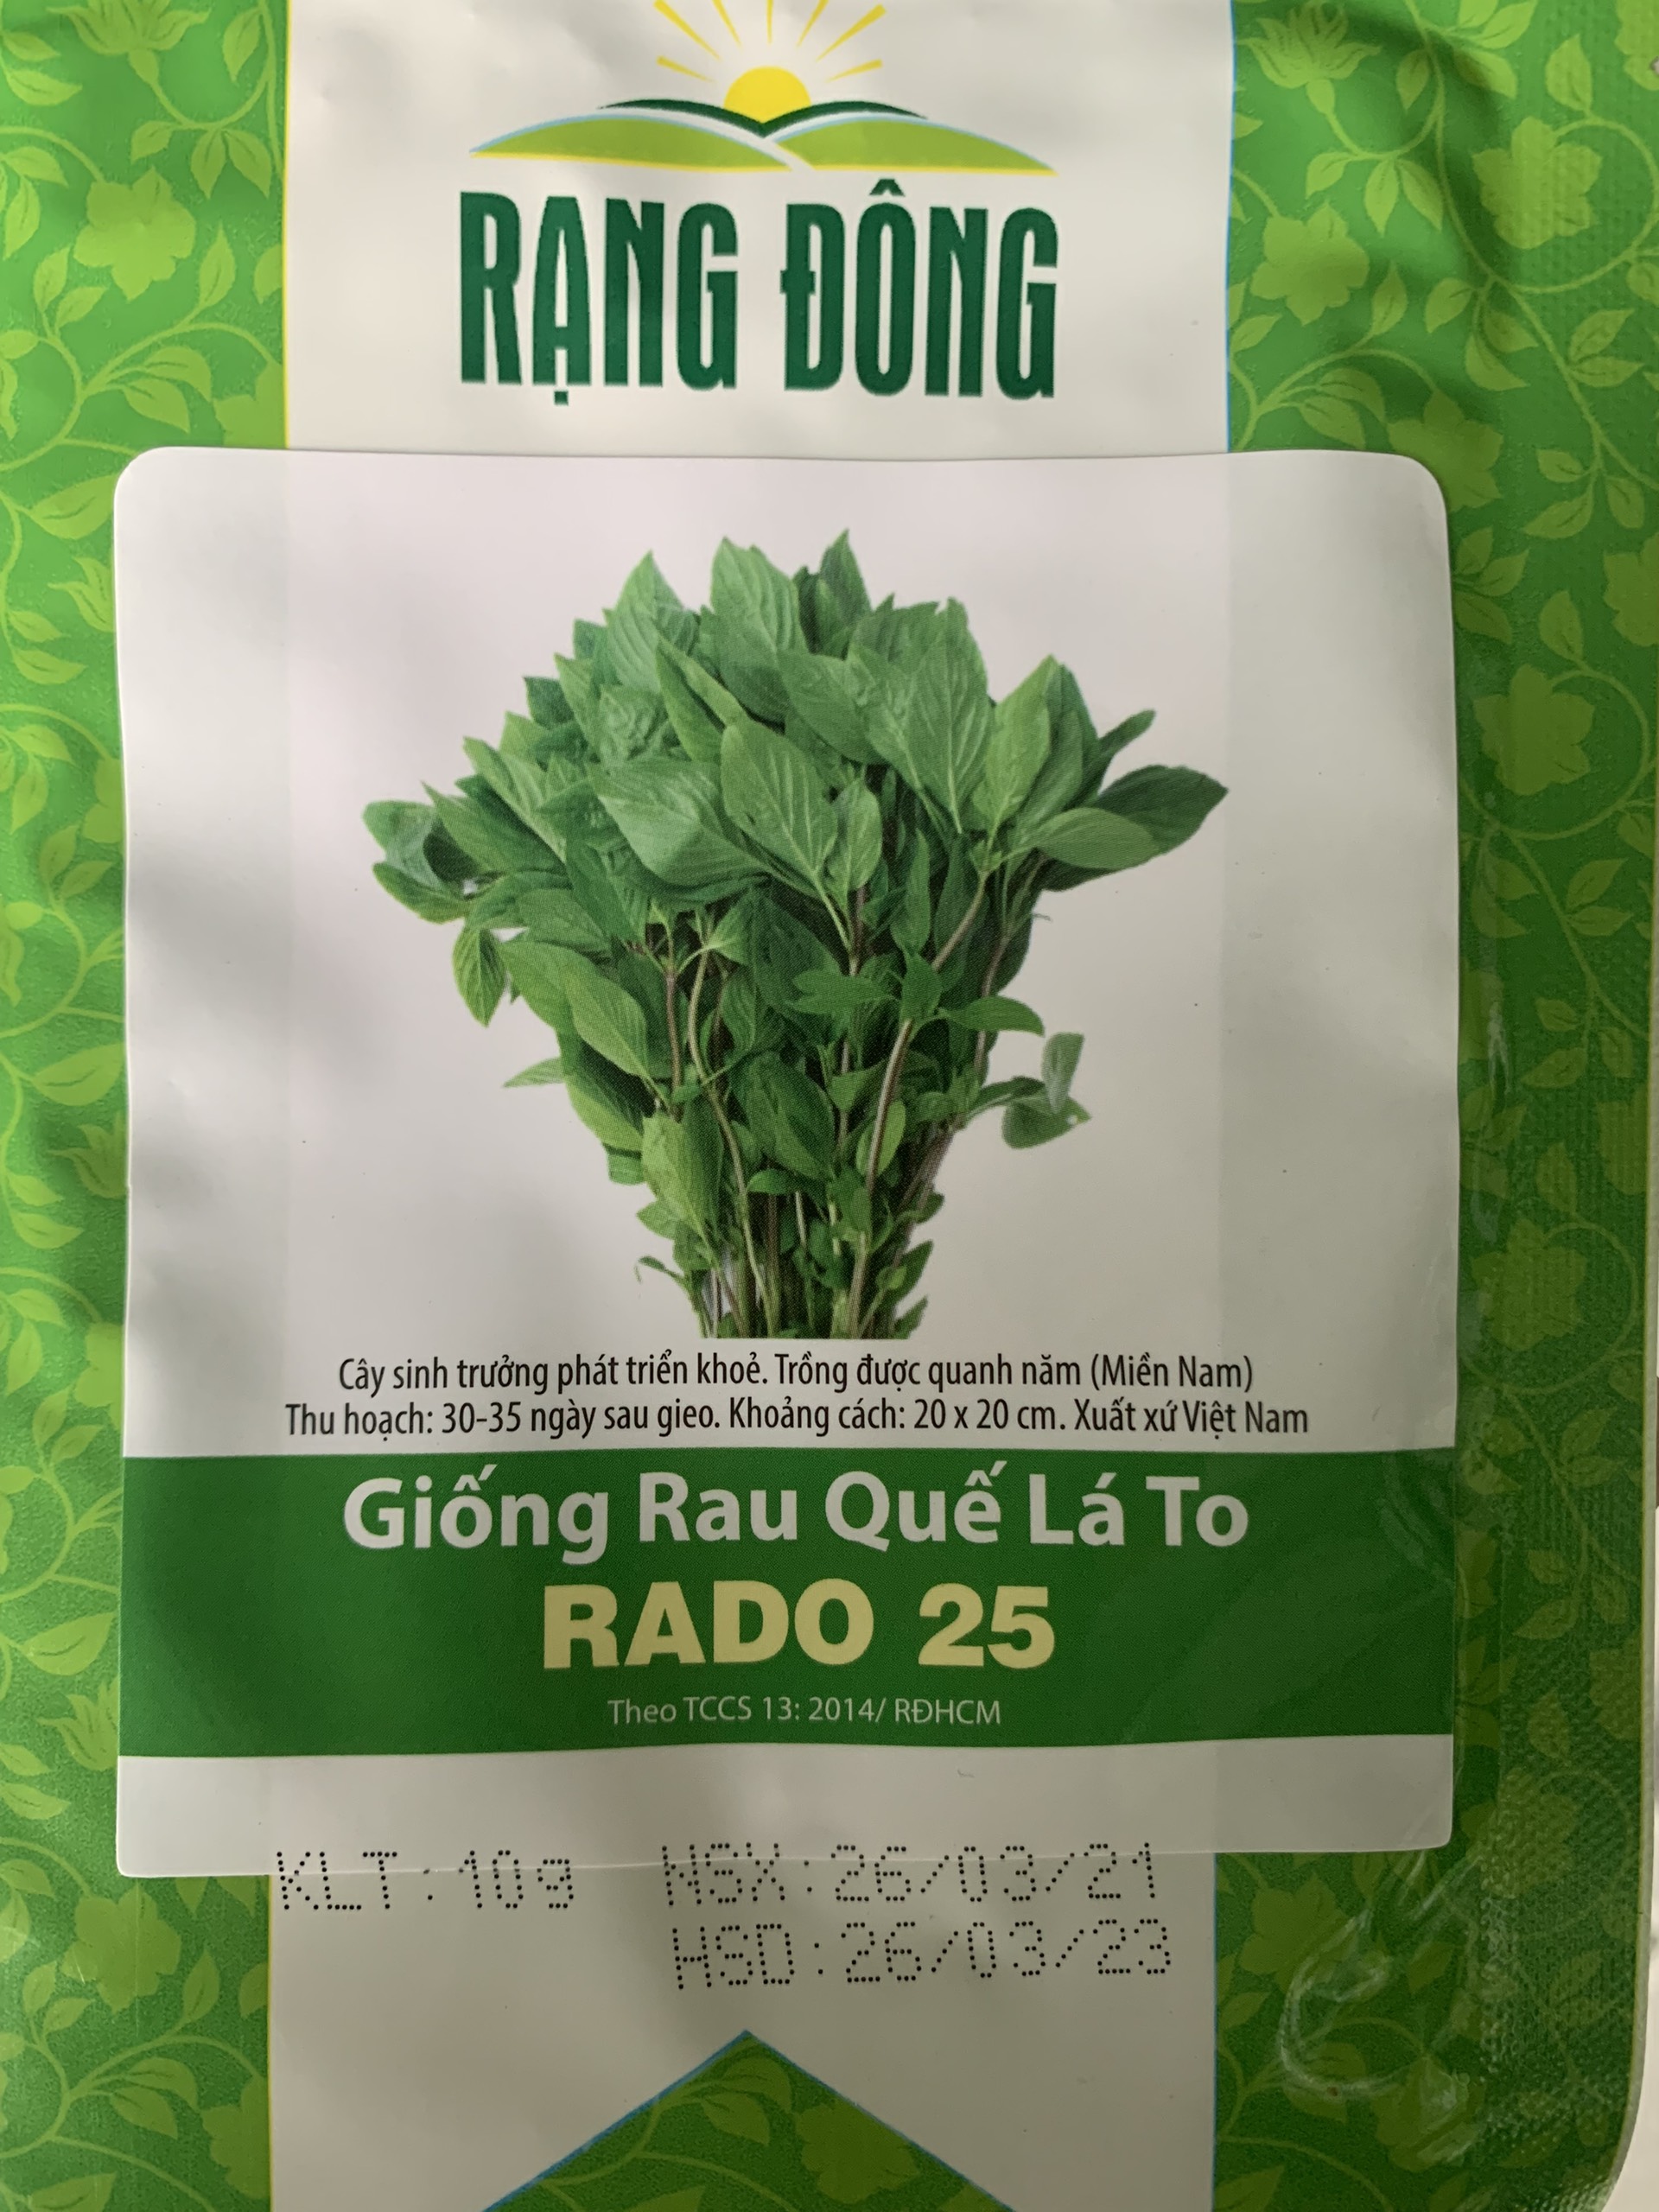 RẠNG ĐÔNG
Cây sinh trưởng phát triển khoẻ. Trồng được quanh năm (Miền Nam)
Thu hoạch: 30-35 ngày sau gieo. Khoảng cách: 20 x 20 cm. Xuất xứ Việt Nam
Giống Rau Quế Lá To
RADO 25
Theo TCCS 13: 2014/ RĐHCM
KLT:10g NSX:26/03/21
HSD:26/03/23